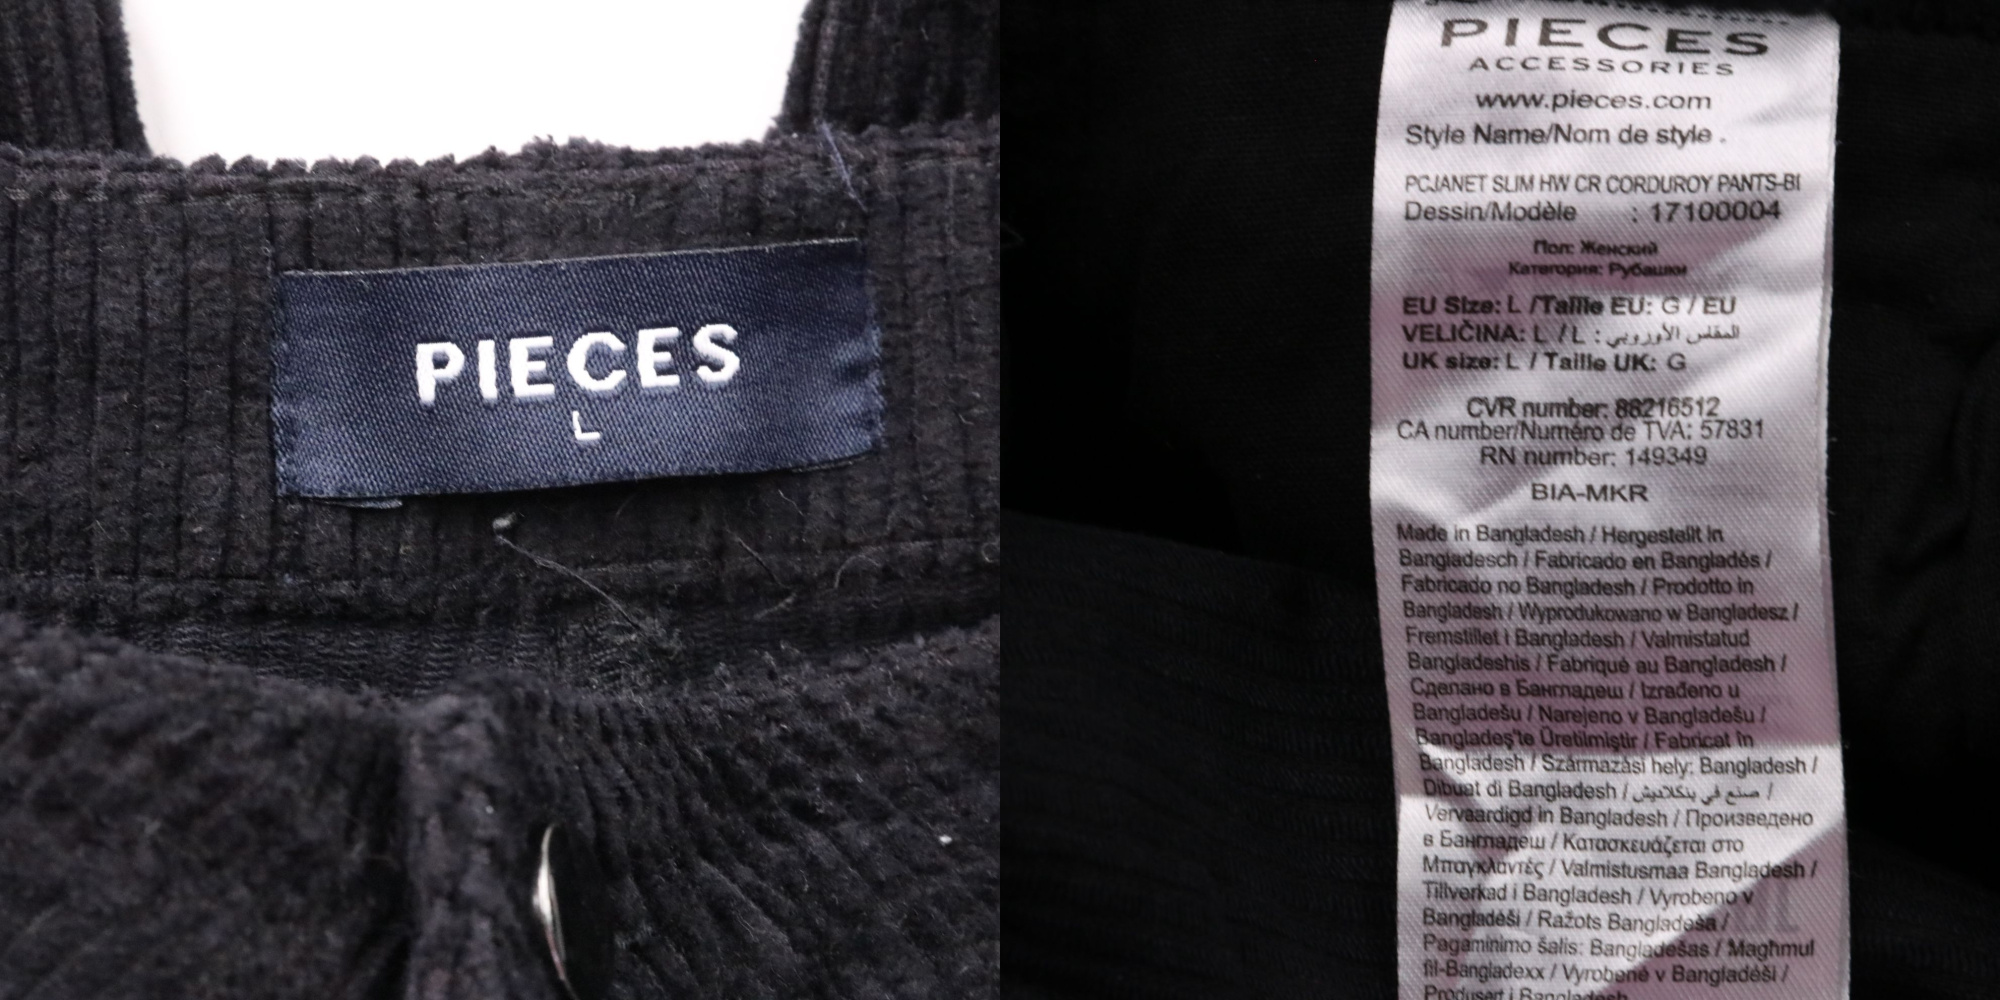 PIECES
L
PIECES
ACCESSORIES
www.pieces.com
Style Name/Nom de style .
PCJANET SLIM HW CR CORDUROY PANTS-BI
Dessin/Modèle : 17100004
Пол: Женский
Категория: Рубашки
EU Size: L /Taille EU: G / EU
VELIČINA: L / L : المقاس الأوروبي
UK size: L / Taille UK: G
CVR number: 88216512
CA number/Numéro de TVA: 57831
RN number: 149349
BIA-MKR
Made in Bangladesh / Hergestellt in
Bangladesch / Fabricado en Bangladés /
Fabricado no Bangladesh / Prodotto in
Bangladesh / Wyprodukowano w Bangladesz /
Fremstillet i Bangladesh / Valmistatud
Bangladeshis / Fabriqué au Bangladesh /
Сделано в Бангладеш / Izrađeno u
Bangladešu / Narejeno v Bangladešu /
Bangladeş'te Üretilmiştir / Fabricat în
Bangladesh / Származási hely: Bangladesh /
Dibuat di Bangladesh / صنع في بنكلاديش /
Vervaardigd in Bangladesh / Произведено
в Бангладеш / Κατασκευάζεται στο
Μπαγκλαντές / Valmistusmaa Bangladesh /
Tillverkad i Bangladesh / Vyrobeno v
Bangladéši / Ražots Bangladeša /
Pagaminimo šalis: Bangladešas / Magħmul
fil-Bangladexx / Vyrobené v Bangladéši /
Produsert i Bangladesh